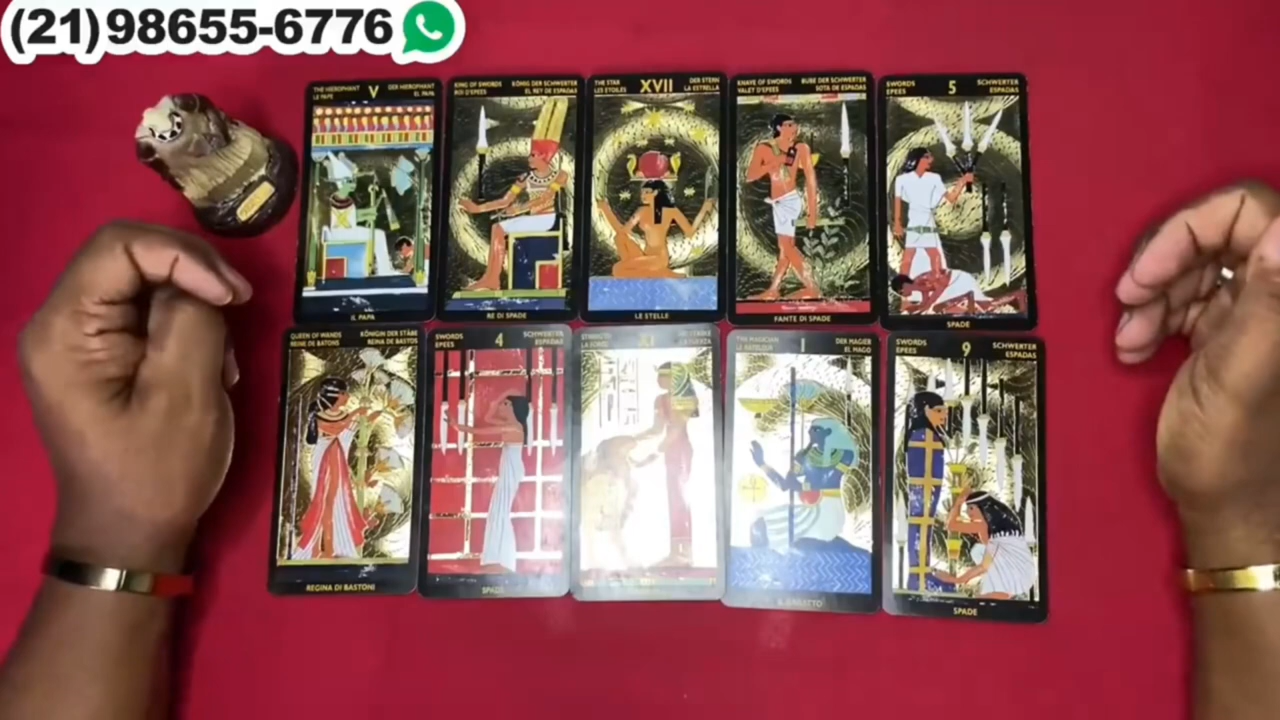 (21)98655-6776
THE HIEROPHANT
LE PAPE
V
DER HIEROPHANT
EL PAPA
IL PAPA
KING OF SWORDS
ROI D'EPEES
KÖNIG DER SCHWERTER
EL REY DE ESPADAS
RE DI SPADE
THE STAR
LES ETOILES
XVII
DER STERN
LA ESTRELLA
LE STELLE
KNAVE OF SWORDS
VALET D'EPEES
BUBE DER SCHWERTER
SOTA DE ESPADAS
FANTE DI SPADE
SWORDS
EPEES
5
SCHWERTER
ESPADAS
SPADE
QUEEN OF WANDS
REINE DE BATONS
KÖNIGIN DER STÄBE
REINA DE BASTOS
REGINA DI BASTONI
SWORDS
EPEES
4
SCHWERTER
ESPADAS
SPADE
XI
THE MAGICIAN
I
DER MAGIER
EL MAGO
SWORDS
EPEES
9
SCHWERTER
ESPADAS
SPADE